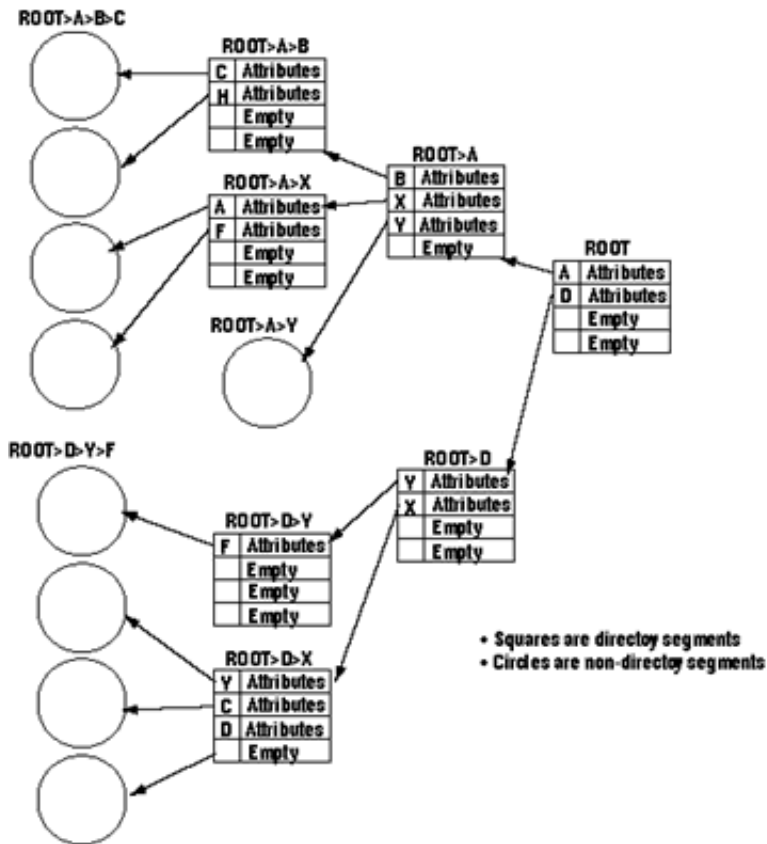 ROOT>A>B>C
ROOT>A>B
C Attributes
H Attributes
Empty
Empty
ROOT>A
B Attributes
X Attributes
Y Attributes
Empty
ROOT>A>X
A Attributes
F Attributes
Empty
Empty
ROOT
A Attributes
D Attributes
Empty
Empty
ROOT>A>Y
ROOT>D>Y>F
ROOT>D
Y Attributes
X Attributes
Empty
Empty
ROOT>D>Y
F Attributes
Empty
Empty
Empty
ROOT>D>X
Y Attributes
C Attributes
D Attributes
Empty
• Squares are directoy segments
• Circles are non-directoy segments